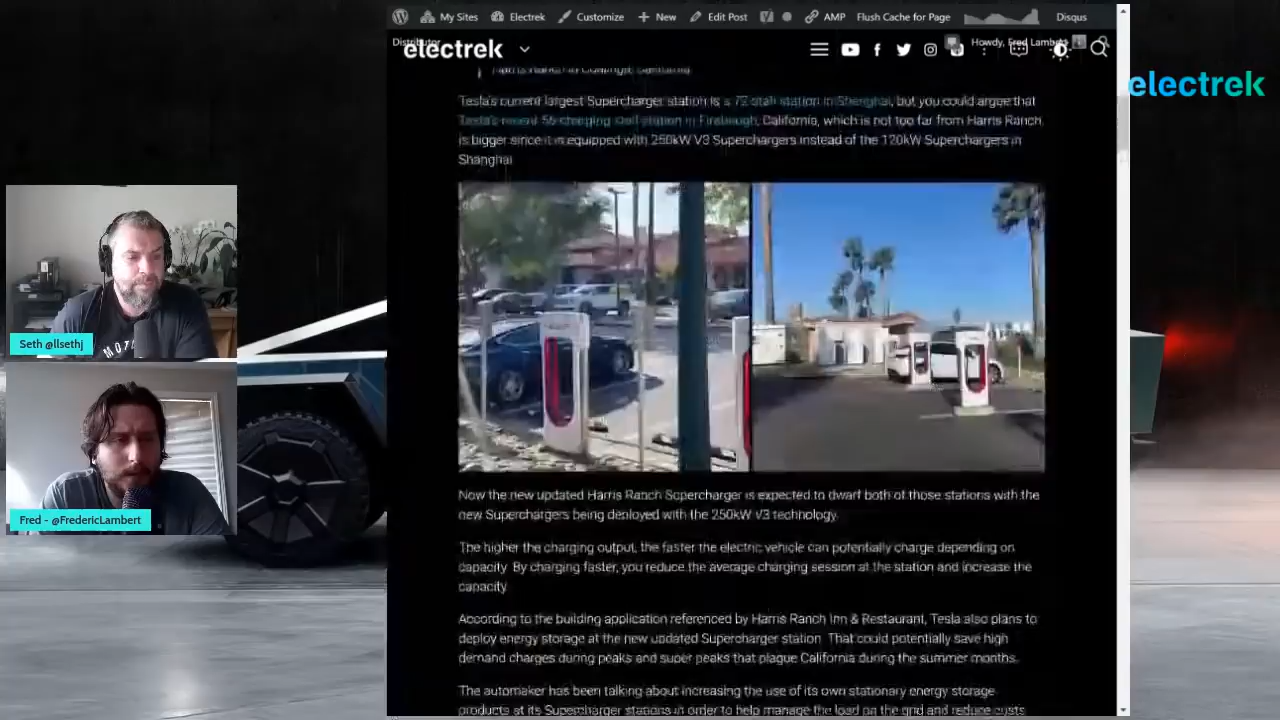 My Sites Electrek Customize New Edit Post AMP Flush Cache for Page Disqus
Distributor
electrek
Howdy, Fred Lambert
electrek
Tesla's current largest Supercharger station is a 72-stall station in Shanghai, but you could argue that
Tesla's recent 56-charging stall station in Firebaugh, California, which is not too far from Harris Ranch
is bigger since it is equipped with 250kW V3 Superchargers instead of the 120kW Superchargers in
Shanghai
Seth @llsethj
Fred - @FredericLambert
Now the new updated Harris Ranch Supercharger is expected to dwarf both of those stations with the
new Superchargers being deployed with the 250kW V3 technology.
The higher the charging output, the faster the electric vehicle can potentially charge depending on
capacity. By charging faster, you reduce the average charging session at the station and increase the
capacity.
According to the building application referenced by Harris Ranch Inn & Restaurant, Tesla also plans to
deploy energy storage at the new updated Supercharger station. That could potentially save high
demand charges during peaks and super peaks that plague California during the summer months.
The automaker has been talking about increasing the use of its own stationary energy storage
products at its Supercharger stations in order to help manage the load on the grid and reduce costs